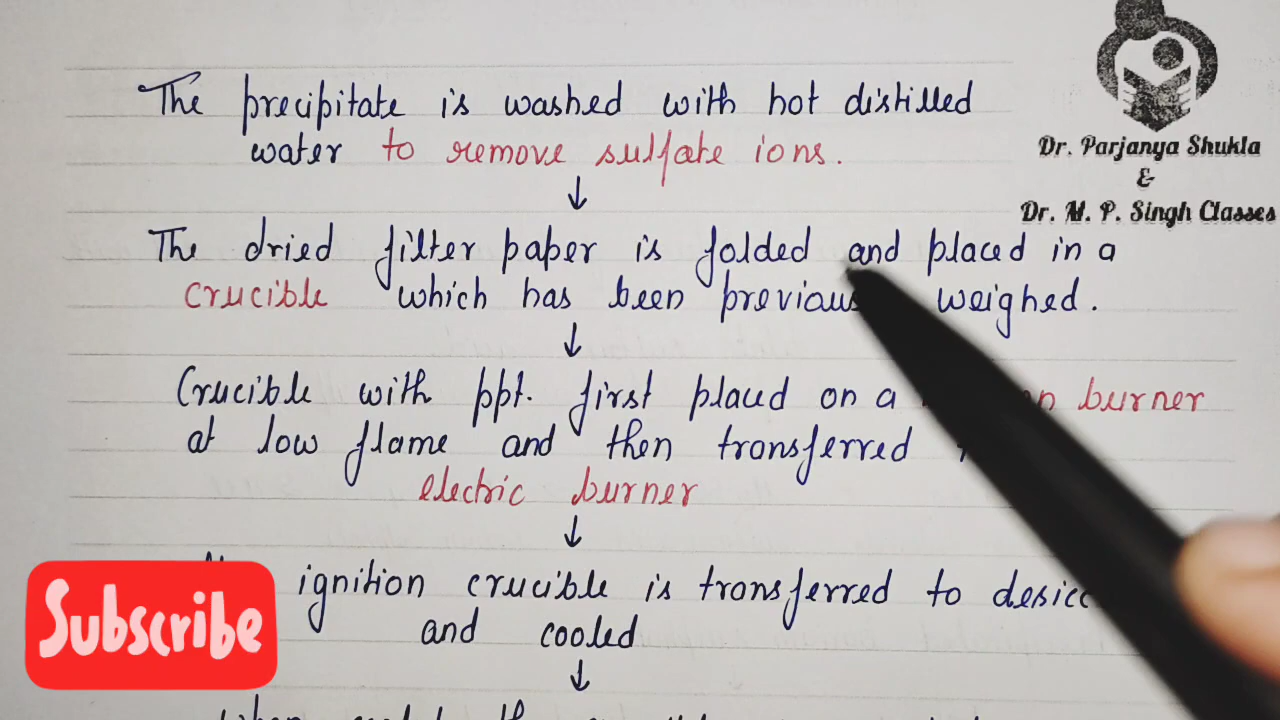 The precipitate is washed with hot distilled
water to remove sulfate ions.
↓
The dried filter paper is folded and placed in a
crucible which has been weighed.
↓
Crucible with ppt. first placed on a burner
at low flame and then transferred
electric burner
↓
ignition crucible is transferred to
and cooled
↓
Dr. Parjanya Shukla
&
Dr. M. P. Singh Classes
Subscribe